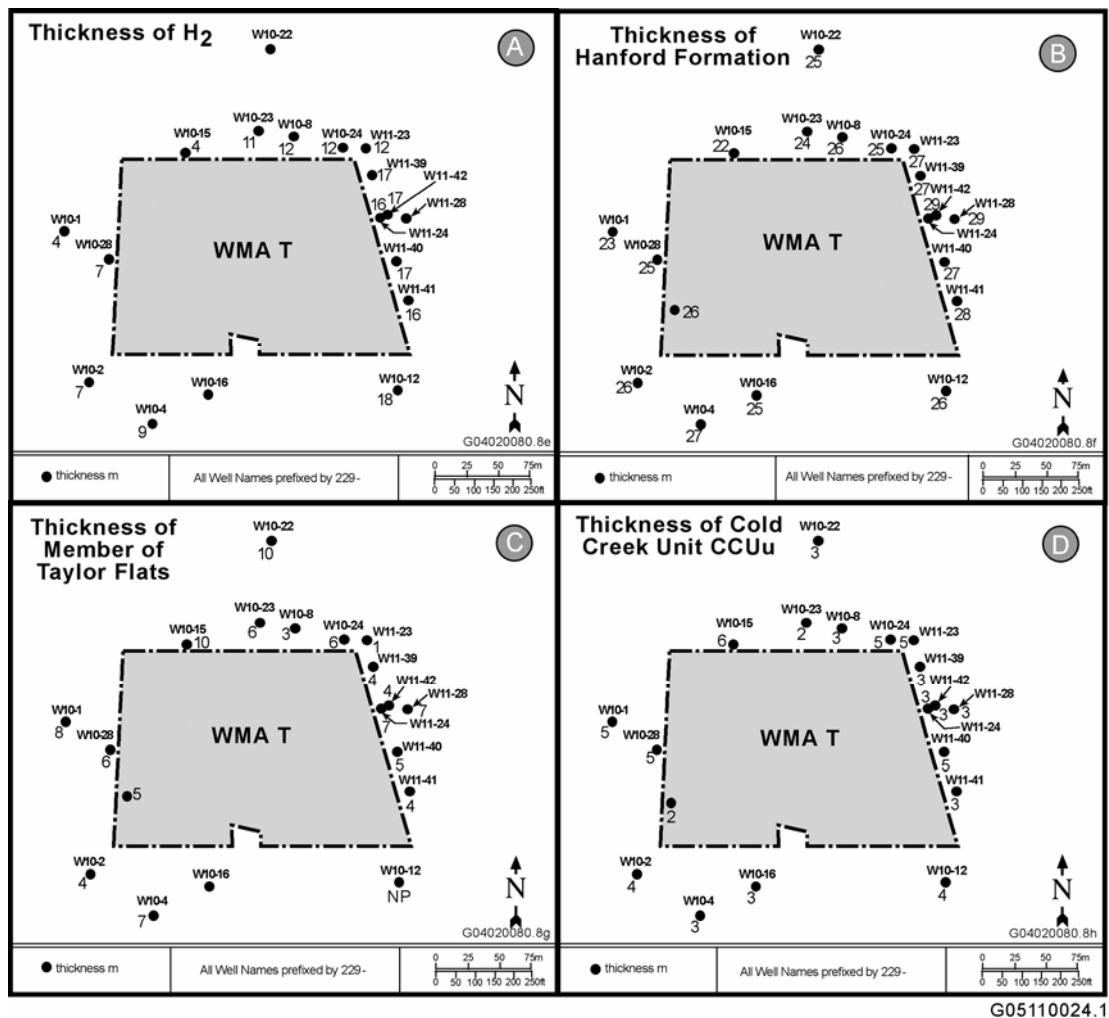 Thickness of H2
A
W10-22
W10-23
11
W10-8
12
W10-15
4
W10-24
12
W11-23
12
W11-39
17
W11-42
17
16
W11-28
W11-24
W10-1
4
W10-28
7
WMA T
W11-40
17
W11-41
16
W10-2
7
W10-16
W10-12
18
W10-4
9
N
G04020080.8e
thickness m
All Well Names prefixed by 229-
0 25 50 75m
0 50 100 150 200 250ft
Thickness of
Hanford Formation
B
W10-22
25
W10-23
24
W10-8
26
W10-15
22
W10-24
25
W11-23
27
W11-39
27
W11-42
29
W11-28
29
W11-24
W10-1
23
W10-28
25
WMA T
W11-40
27
W11-41
28
26
W10-2
26
W10-16
25
W10-12
26
W10-4
27
N
G04020080.8f
thickness m
All Well Names prefixed by 229-
0 25 50 75m
0 50 100 150 200 250ft
Thickness of
Member of
Taylor Flats
C
W10-22
10
W10-23
6
W10-8
3
W10-15
10
W10-24
6
W11-23
1
W11-39
4
W11-42
4
W11-28
7
7
W11-24
W10-1
8
W10-28
6
WMA T
W11-40
5
W11-41
4
5
W10-2
4
W10-16
W10-12
NP
W10-4
7
N
G04020080.8g
thickness m
All Well Names prefixed by 229-
0 25 50 75m
0 50 100 150 200 250ft
Thickness of Cold
Creek Unit CCUu
D
W10-22
3
W10-23
2
W10-8
3
W10-15
6
W10-24
5
W11-23
5
W11-39
3
W11-42
3
3
W11-28
3
W11-24
W10-1
5
W10-28
5
WMA T
W11-40
5
W11-41
3
2
W10-2
4
W10-16
3
W10-12
4
W10-4
3
N
G04020080.8h
thickness m
All Well Names prefixed by 229-
0 25 50 75m
0 50 100 150 200 250ft
G05110024.1